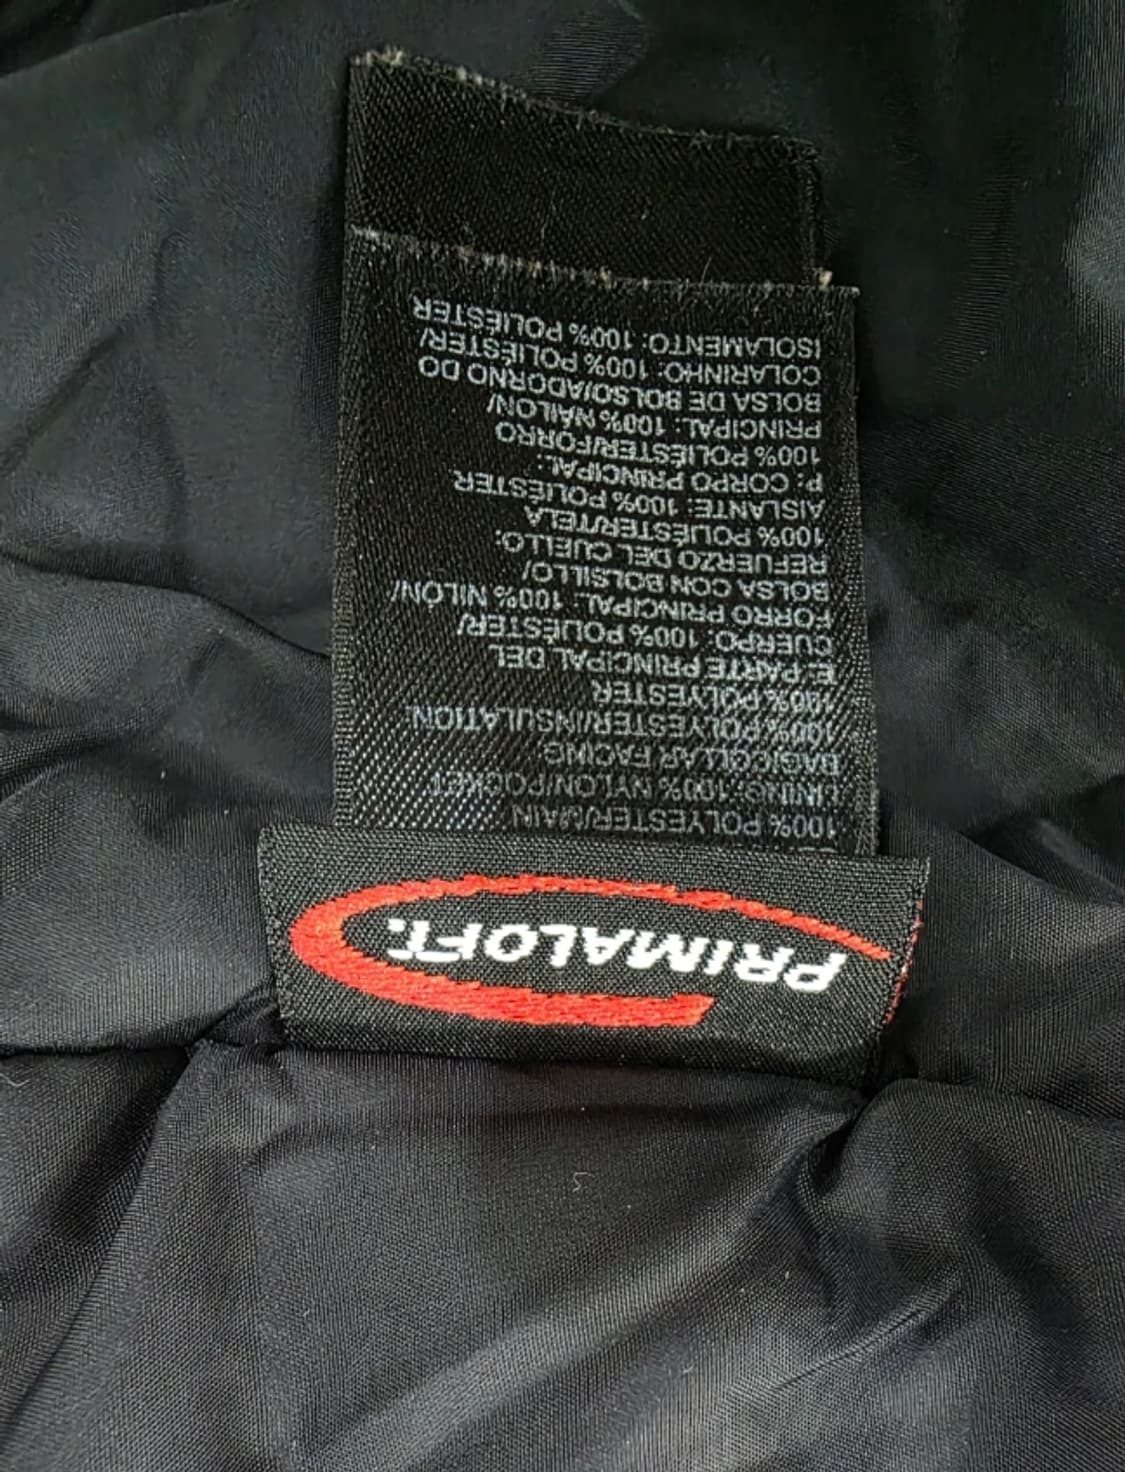 PRIMALOFT.
100% POLYESTER/MAIN
LINING: 100% NYLON/POCKET
BAG/COLLAR FACING:
100% POLYESTER/INSULATION:
100% POLYESTER
E: PARTE PRINCIPAL DEL
CUERPO: 100% POLIÉSTER/
FORRO PRINCIPAL: 100% NILÓN/
BOLSA CON BOLSILLO/
REFUERZO DEL CUELLO:
100% POLIÉSTER/TELA
AISLANTE: 100% POLIÉSTER
P: CORPO PRINCIPAL:
100% POLIÉSTER/FORRO
PRINCIPAL: 100% NÁILON/
BOLSA DE BOLSO/ADORNO DO
COLARINHO: 100% POLIÉSTER/
ISOLAMENTO: 100% POLIÉSTER